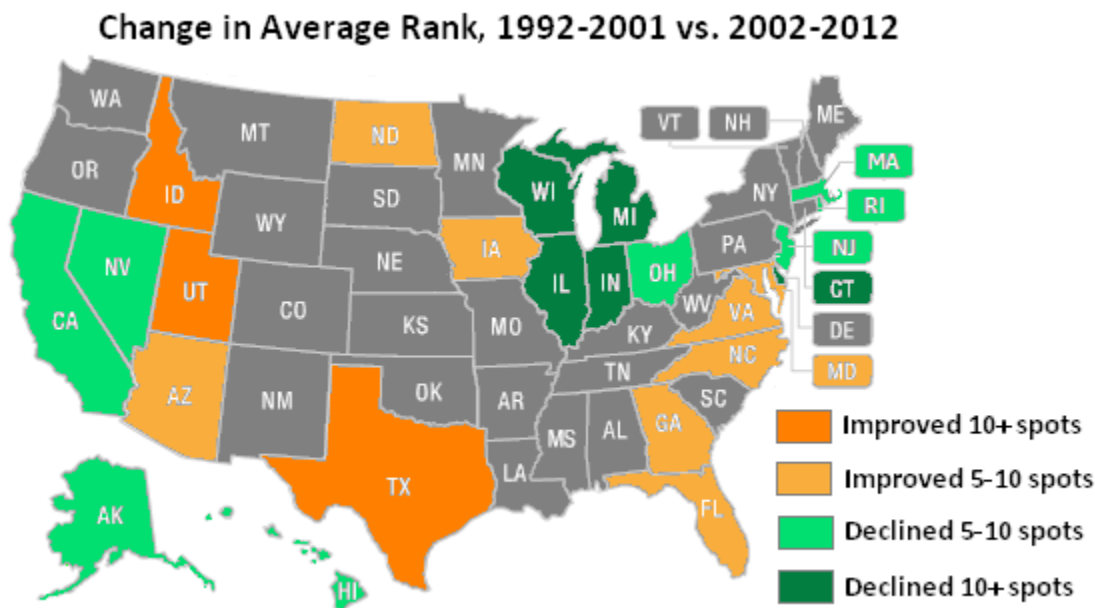 Change in Average Rank, 1992-2001 vs. 2002-2012
WA
MT
ND
MN
VT
NH
ME
OR
ID
SD
WI
MI
NY
MA
WY
RI
NV
IA
NE
PA
NJ
UT
IL
IN
OH
CT
CA
CO
KS
MO
WV
VA
KY
DE
AZ
NM
OK
TN
NC
MD
AR
SC
MS
AL
GA
TX
LA
FL
AK
HI
Improved 10+ spots
Improved 5-10 spots
Declined 5-10 spots
Declined 10+ spots